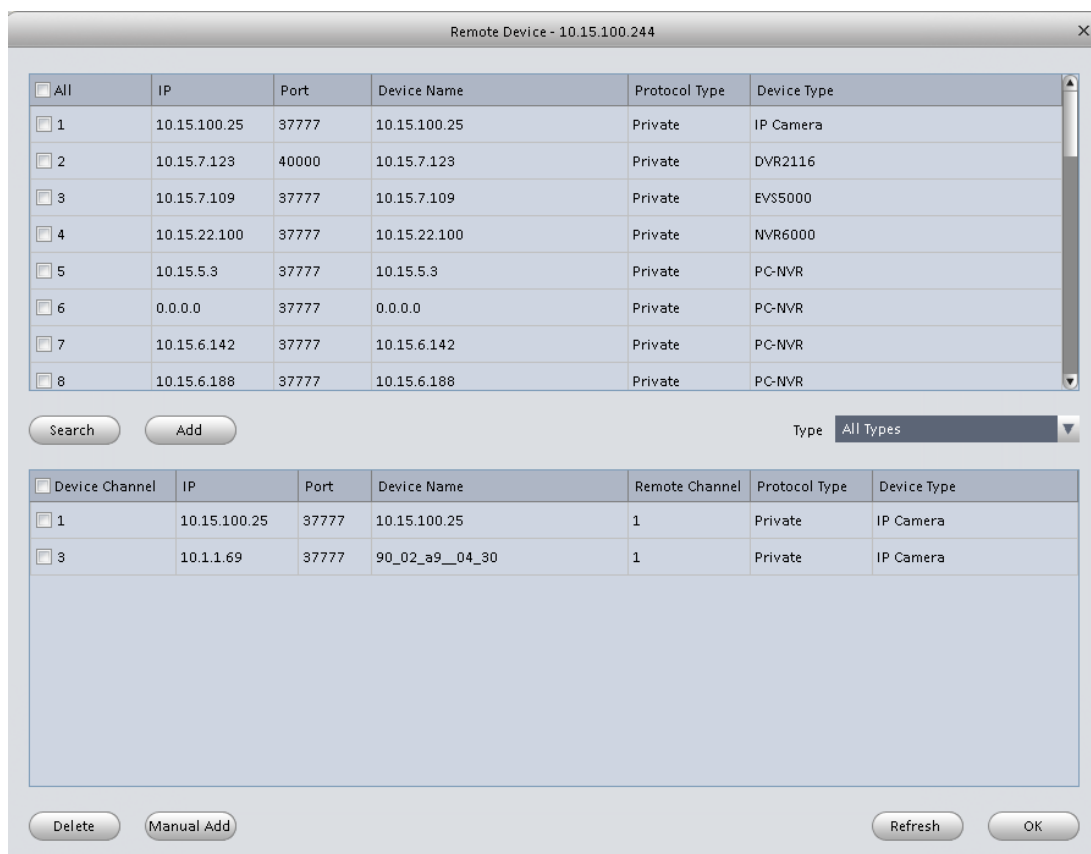 Remote Device - 10.15.100.244
All IP Port Device Name Protocol Type Device Type
1 10.15.100.25 37777 10.15.100.25 Private IP Camera
2 10.15.7.123 40000 10.15.7.123 Private DVR2116
3 10.15.7.109 37777 10.15.7.109 Private EVS5000
4 10.15.22.100 37777 10.15.22.100 Private NVR6000
5 10.15.5.3 37777 10.15.5.3 Private PC-NVR
6 0.0.0.0 37777 0.0.0.0 Private PC-NVR
7 10.15.6.142 37777 10.15.6.142 Private PC-NVR
8 10.15.6.188 37777 10.15.6.188 Private PC-NVR
Search Add Type All Types
Device Channel IP Port Device Name Remote Channel Protocol Type Device Type
1 10.15.100.25 37777 10.15.100.25 1 Private IP Camera
3 10.1.1.69 37777 90_02_a9__04_30 1 Private IP Camera
Delete Manual Add Refresh OK